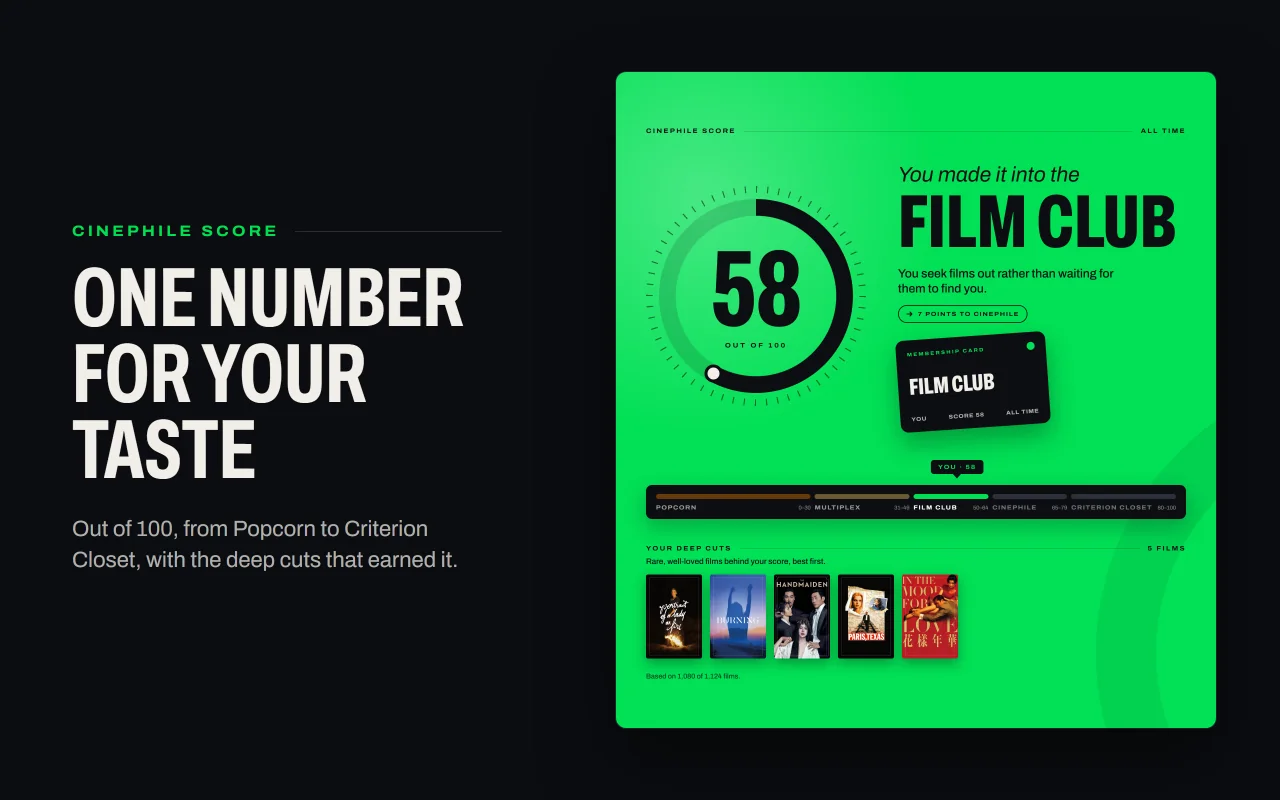 CINEPHILE SCORE
ONE NUMBER
FOR YOUR
TASTE
Out of 100, from Popcorn to Criterion
Closet, with the deep cuts that earned it.
CINEPHILE SCORE
ALL TIME
58
OUT OF 100
You made it into the
FILM CLUB
You seek films out rather than waiting for
them to find you.
→ 7 POINTS TO CINEPHILE
MEMBERSHIP CARD
FILM CLUB
YOU SCORE 58 ALL TIME
YOU · 58
POPCORN 0-30 MULTIPLEX 31-49 FILM CLUB 50-64 CINEPHILE 65-79 CRITERION CLOSET 80-100
YOUR DEEP CUTS
5 FILMS
Rare, well-loved films behind your score, best first.
portrait
of a lady
on fire
BURNING
THE
HANDMAIDEN
PARIS, TEXAS
IN THE
MOOD
FOR
LOVE
花樣年華
Based on 1,080 of 1,124 films.